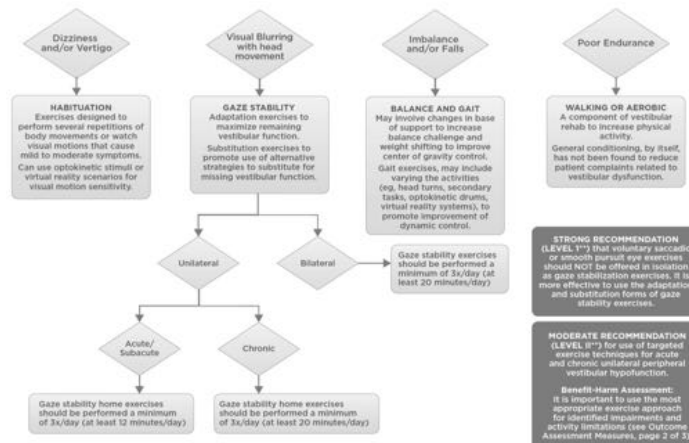 Dizziness
and/or Vertigo
Visual Blurring
with head
movement
Imbalance
and/or Falls
Poor Endurance
HABITUATION
Exercises designed to
perform several repetitions of
body movements or watch
visual motions that cause
mild to moderate symptoms.
Can use optokinetic stimuli or
virtual reality scenarios for
visual motion sensitivity.
GAZE STABILITY
Adaptation exercises to
maximize remaining
vestibular function.
Substitution exercises to
promote use of alternative
strategies to substitute for
missing vestibular function.
BALANCE AND GAIT
May involve changes in base
of support to increase
balance challenge and
weight shifting to improve
center of gravity control.
Gait exercises, may include
varying the activities
(eg, head turns, secondary
tasks, optokinetic drums,
virtual reality systems), to
promote improvement of
dynamic control.
WALKING OR AEROBIC
A component of vestibular
rehab to increase physical
activity.
General conditioning, by itself,
has not been found to reduce
patient complaints related to
vestibular dysfunction.
Unilateral
Bilateral
Gaze stability exercises
should be performed a
minimum of 3x/day (at
least 20 minutes/day)
Acute/
Subacute
Chronic
Gaze stability home exercises
should be performed a minimum
of 3x/day (at least 12 minutes/day)
Gaze stability home exercises
should be performed a minimum
of 3x/day (at least 20 minutes/day)
STRONG RECOMMENDATION
(LEVEL I**) that voluntary saccadic
or smooth pursuit eye exercises
should NOT be offered in isolation
as gaze stabilization exercises. It is
more effective to use the adaptation
and substitution forms of gaze
stability exercises.
MODERATE RECOMMENDATION
(LEVEL II**) for use of targeted
exercise techniques for acute
and chronic unilateral peripheral
vestibular hypofunction.
Benefit-Harm Assessment:
it is important to use the most
appropriate exercise approach
for identified impairments and
activity limitations (see Outcome
Assessment Measures, page 2 of 3)